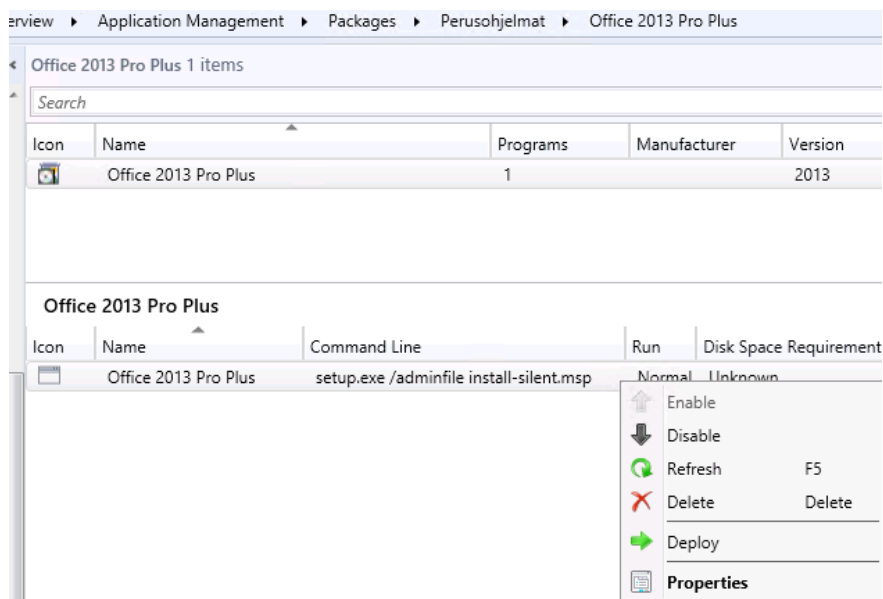 erview ▸ Application Management ▸ Packages ▸ Perusohjelmat ▸ Office 2013 Pro Plus
Office 2013 Pro Plus 1 items
Search
Icon Name Programs Manufacturer Version
Office 2013 Pro Plus 1 2013
Office 2013 Pro Plus
Icon Name Command Line Run Disk Space Requirement
Office 2013 Pro Plus setup.exe /adminfile install-silent.msp Normal Unknown
Enable
Disable
Refresh F5
Delete Delete
Deploy
Properties